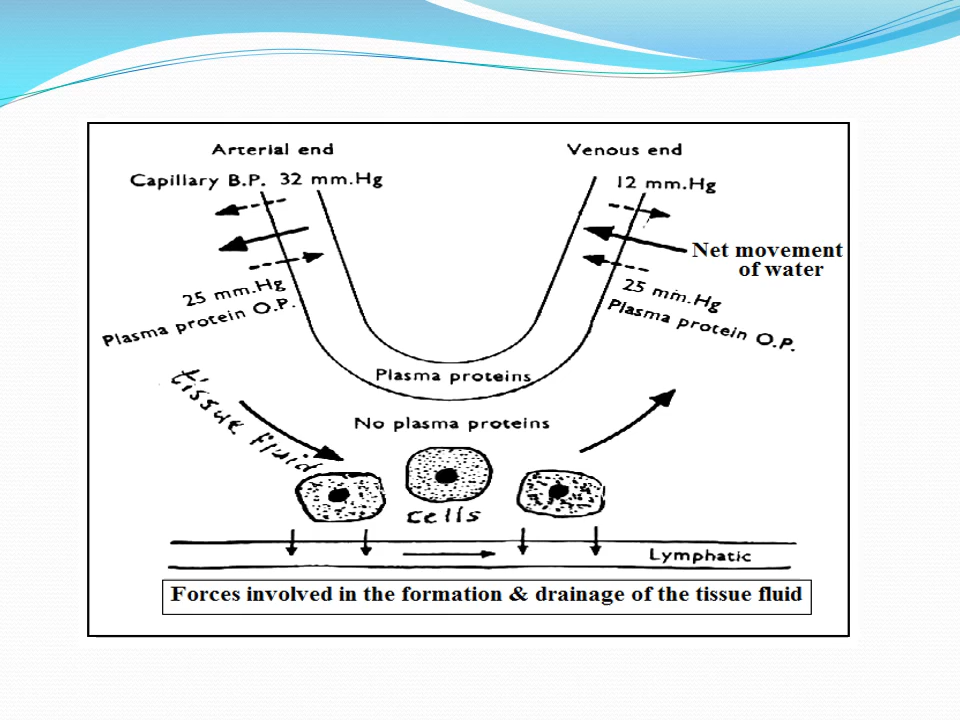 Arterial end
Venous end
Capillary B.P. 32 mm.Hg
12 mm.Hg
Net movement
of water
25 mm.Hg
Plasma protein O.P.
25 mm.Hg
Plasma protein O.P.
Plasma proteins
tissue fluid
No plasma proteins
cells
Lymphatic
Forces involved in the formation & drainage of the tissue fluid